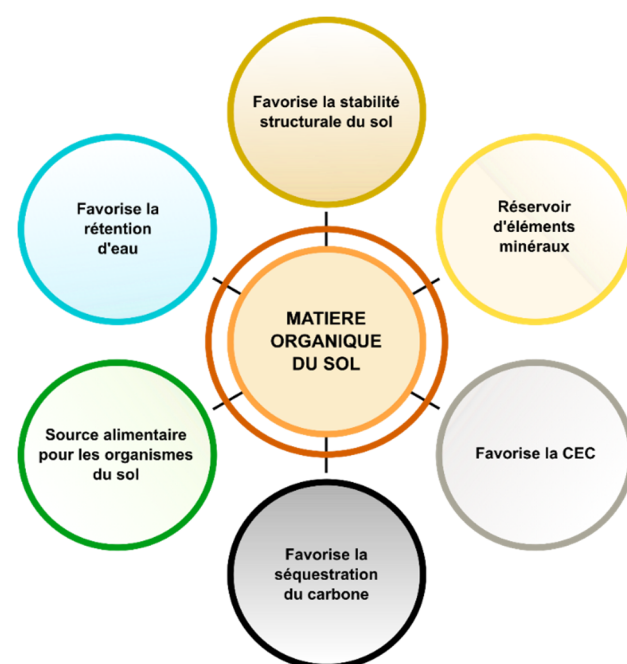 Favorise la stabilité
structurale du sol
Favorise la
rétention
d'eau
Réservoir
d'éléments
minéraux
MATIERE
ORGANIQUE
DU SOL
Source alimentaire
pour les organismes
du sol
Favorise la CEC
Favorise la
séquestration
du carbone